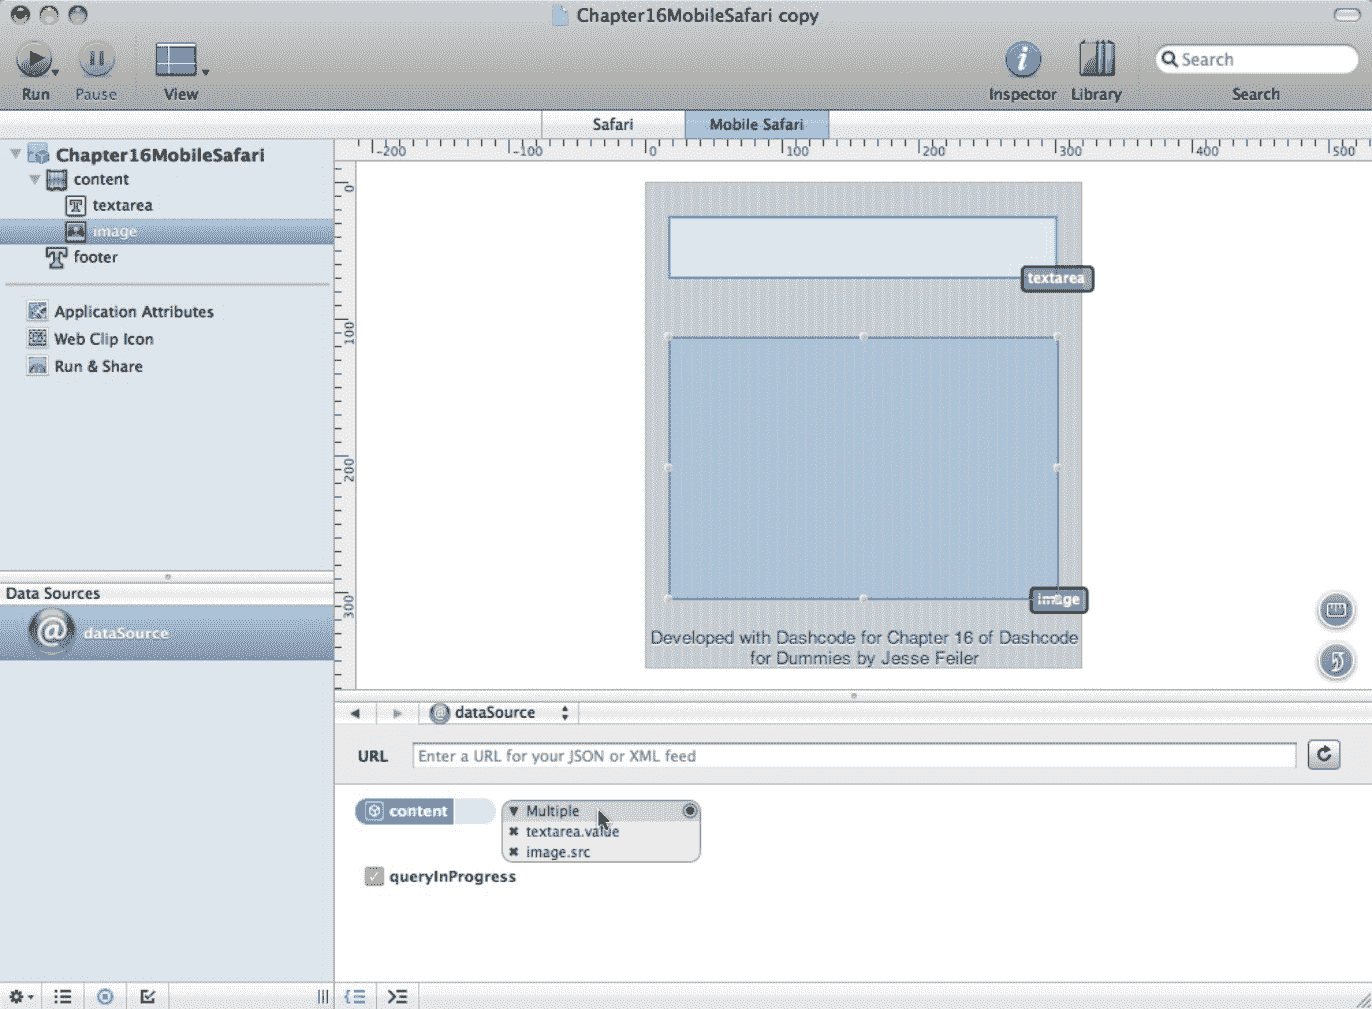 Chapter16MobileSafari copy
Run Pause View Inspector Library Search
Search
Safari Mobile Safari
Chapter16MobileSafari
content
textarea
image
footer
Application Attributes
Web Clip Icon
Run & Share
Data Sources
dataSource
-200 -100 0 100 200 300 400 500
0
100
200
300
textarea
image
Developed with Dashcode for Chapter 16 of Dashcode
for Dummies by Jesse Feiler
dataSource
URL Enter a URL for your JSON or XML feed
content Multiple
textarea.value
image.src
queryInProgress